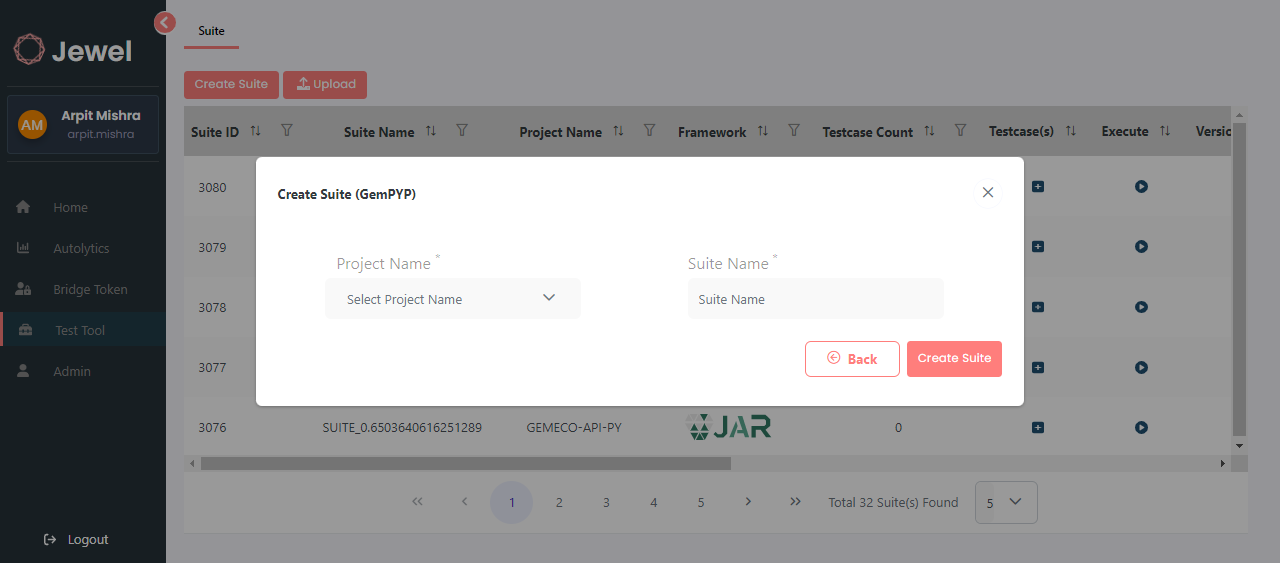 Jewel
AM
Arpit Mishra
arpit.mishra
Home
Autolytics
Bridge Token
Test Tool
Admin
Logout
Suite
Create Suite
Upload
Suite ID Suite Name Project Name Framework Testcase Count Testcase(s) Execute Versio
3080
3079
3078
3077
3076 SUITE_0.6503640616251289 GEMECO-API-PY JAR 0
Create Suite (GemPYP)
Project Name * Suite Name *
Select Project Name Suite Name
Back Create Suite
1 2 3 4 5 Total 32 Suite(s) Found 5